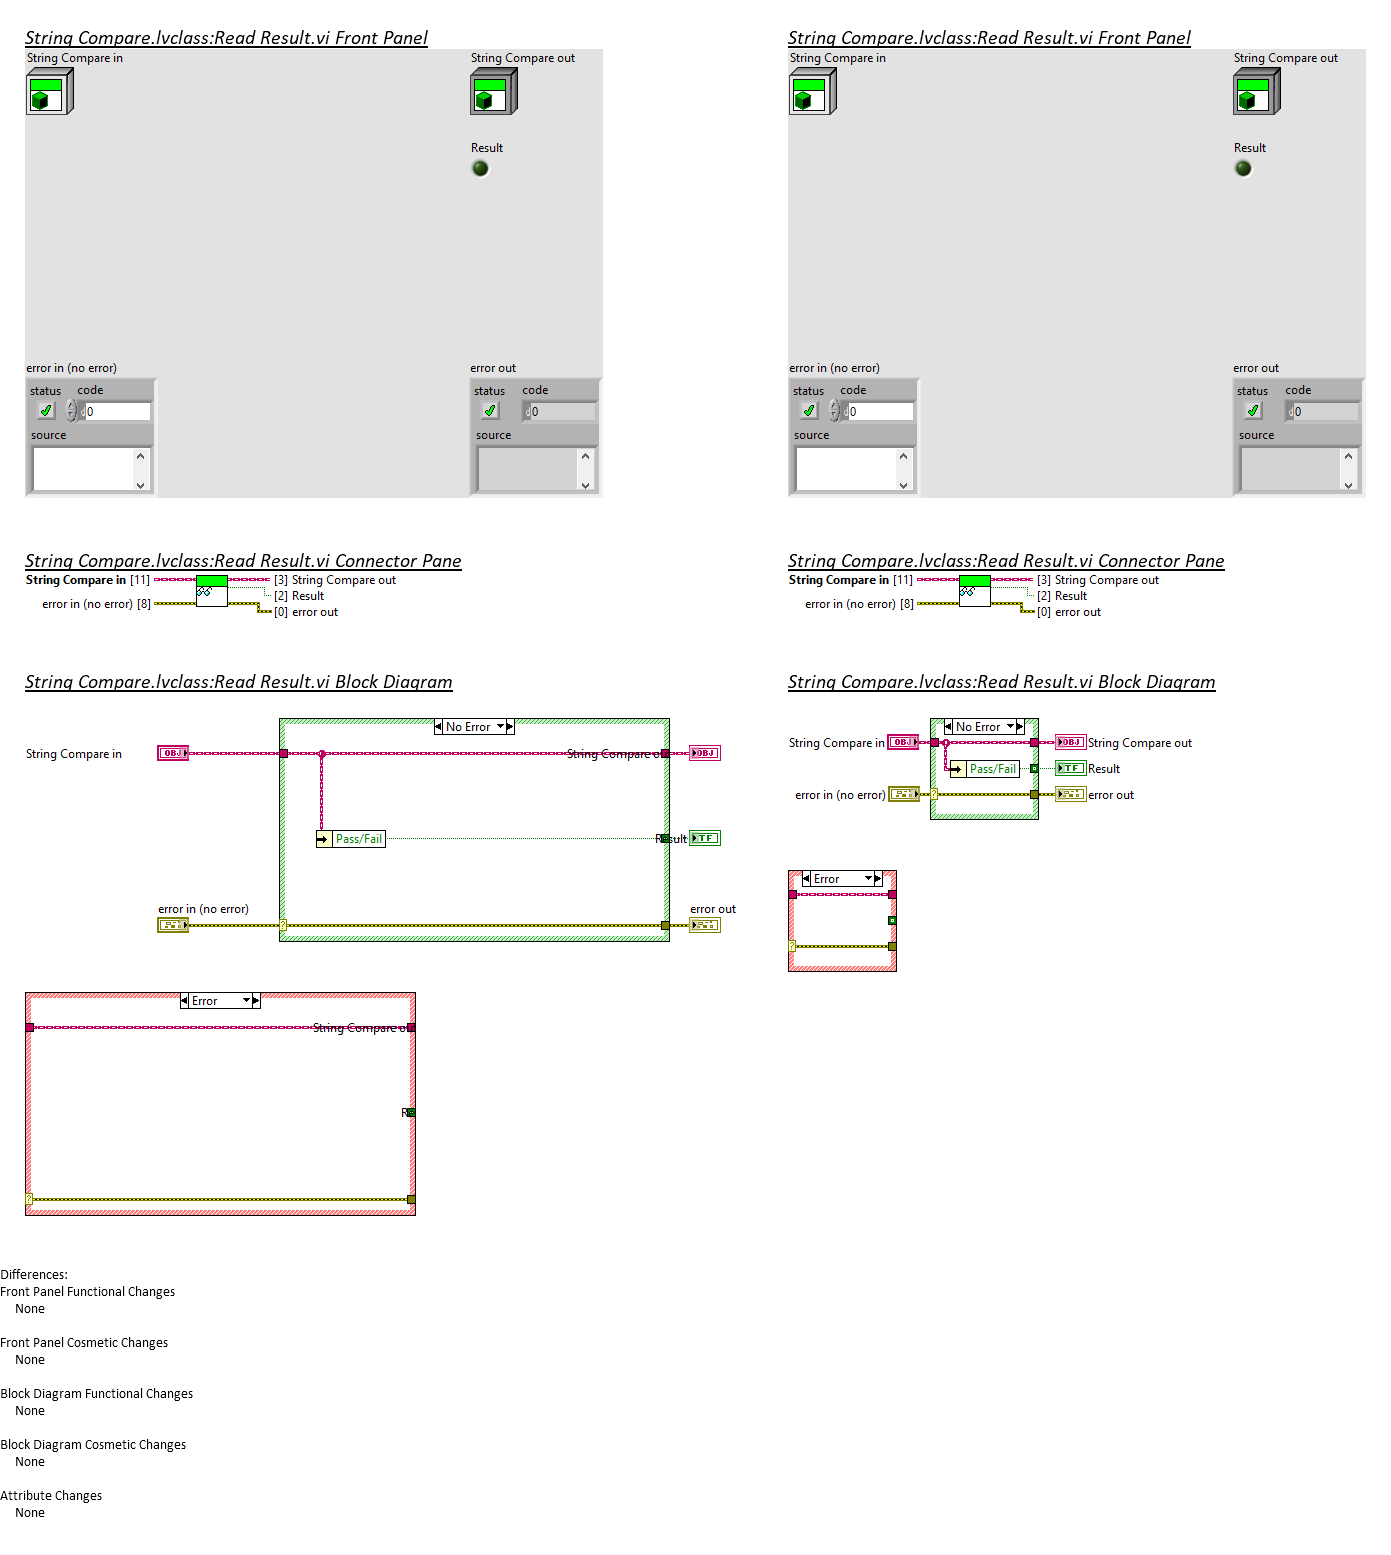 String Compare.lvclass:Read Result.vi Front Panel
String Compare in
String Compare out
Result
error in (no error)
status
code
d
0
source
error out
status
code
d
0
source
String Compare.lvclass:Read Result.vi Connector Pane
String Compare in [11]
error in (no error) [8]
[3] String Compare out
[2] Result
[0] error out
String Compare.lvclass:Read Result.vi Block Diagram
No Error
String Compare in
OBJ
String Compare ou
OBJ
Pass/Fail
Result
TF
error in (no error)
?
error out
Error
String Compare o
R
?
String Compare.lvclass:Read Result.vi Front Panel
String Compare in
String Compare out
Result
error in (no error)
status
code
d
0
source
error out
status
code
d
0
source
String Compare.lvclass:Read Result.vi Connector Pane
String Compare in [11]
error in (no error) [8]
[3] String Compare out
[2] Result
[0] error out
String Compare.lvclass:Read Result.vi Block Diagram
No Error
String Compare in
OBJ
OBJ
String Compare out
Pass/Fail
TF
Result
error in (no error)
?
error out
Error
?
Differences:
Front Panel Functional Changes
None
Front Panel Cosmetic Changes
None
Block Diagram Functional Changes
None
Block Diagram Cosmetic Changes
None
Attribute Changes
None